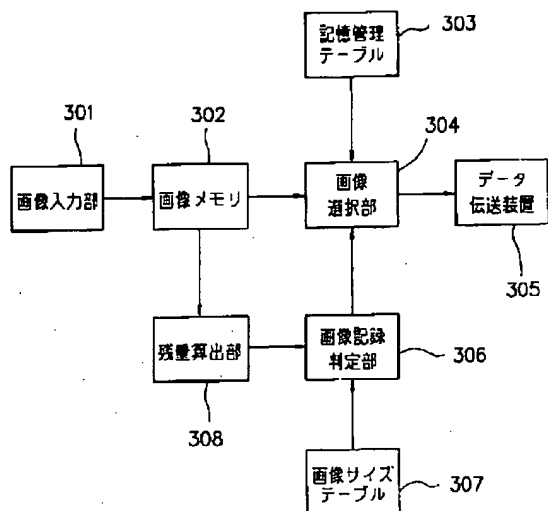 記憶管理
テーブル
303
301
302
304
画像入力部
画像メモリ
画像
選択部
データ
伝送装置
305
残量算出部
画像記録
判定部
306
308
画像サイズ
テーブル
307